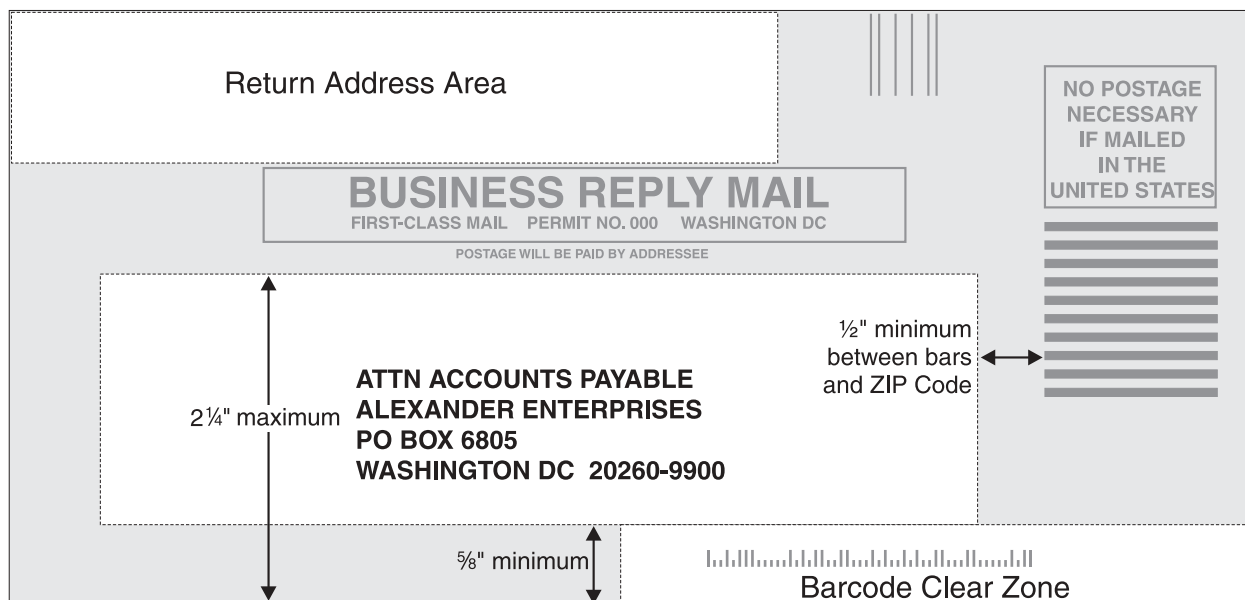 Return Address Area
NO POSTAGE
NECESSARY
IF MAILED
IN THE
UNITED STATES
BUSINESS REPLY MAIL
FIRST-CLASS MAIL PERMIT NO. 000 WASHINGTON DC
POSTAGE WILL BE PAID BY ADDRESSEE
½" minimum
between bars
and ZIP Code
2¼" maximum
ATTN ACCOUNTS PAYABLE
ALEXANDER ENTERPRISES
PO BOX 6805
WASHINGTON DC 20260-9900
⅝" minimum
Barcode Clear Zone